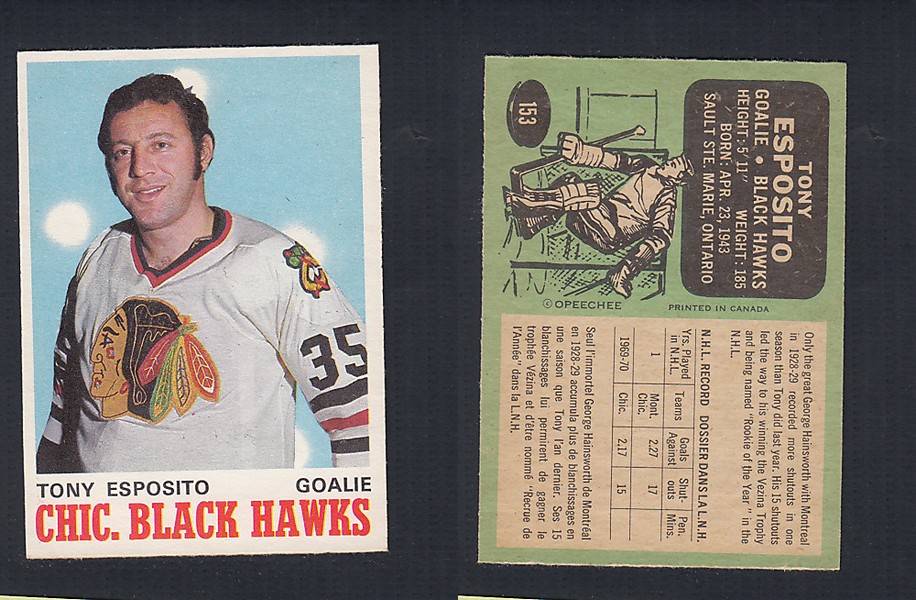 35
TONY ESPOSITO GOALIE
CHIC. BLACK HAWKS
153
TONY
ESPOSITO
GOALIE • BLACK HAWKS
HEIGHT: 5'11" WEIGHT: 185
BORN: APR. 23, 1943
SAULT STE. MARIE, ONTARIO
©OPEECHEE
PRINTED IN CANADA
Only the great George Hainsworth with Montreal
in 1928-29 recorded more shutouts in one
season than Tony did last year. His 15 shutouts
led the way to his winning the Vezina Trophy
and being named "Rookie of the Year" in the
N.H.L.
N.H.L. RECORD DOSSIER DANS LA L.N.H.
Yrs. Played Teams Goals Shut- Pen.
in N.H.L. Against outs Mins.
1 Mont. 2.27 17
Chic.
1969-70 Chic. 2.17 15
Seul l'immortel George Hainsworth de Montréal
en 1928-29 accumula plus de blanchissages en
une saison que Tony l'an dernier. Ses 15
blanchissages lui permirent de gagner le
trophée Vézina et d'être nommé "Recrue de
l'Année" dans la L.N.H.